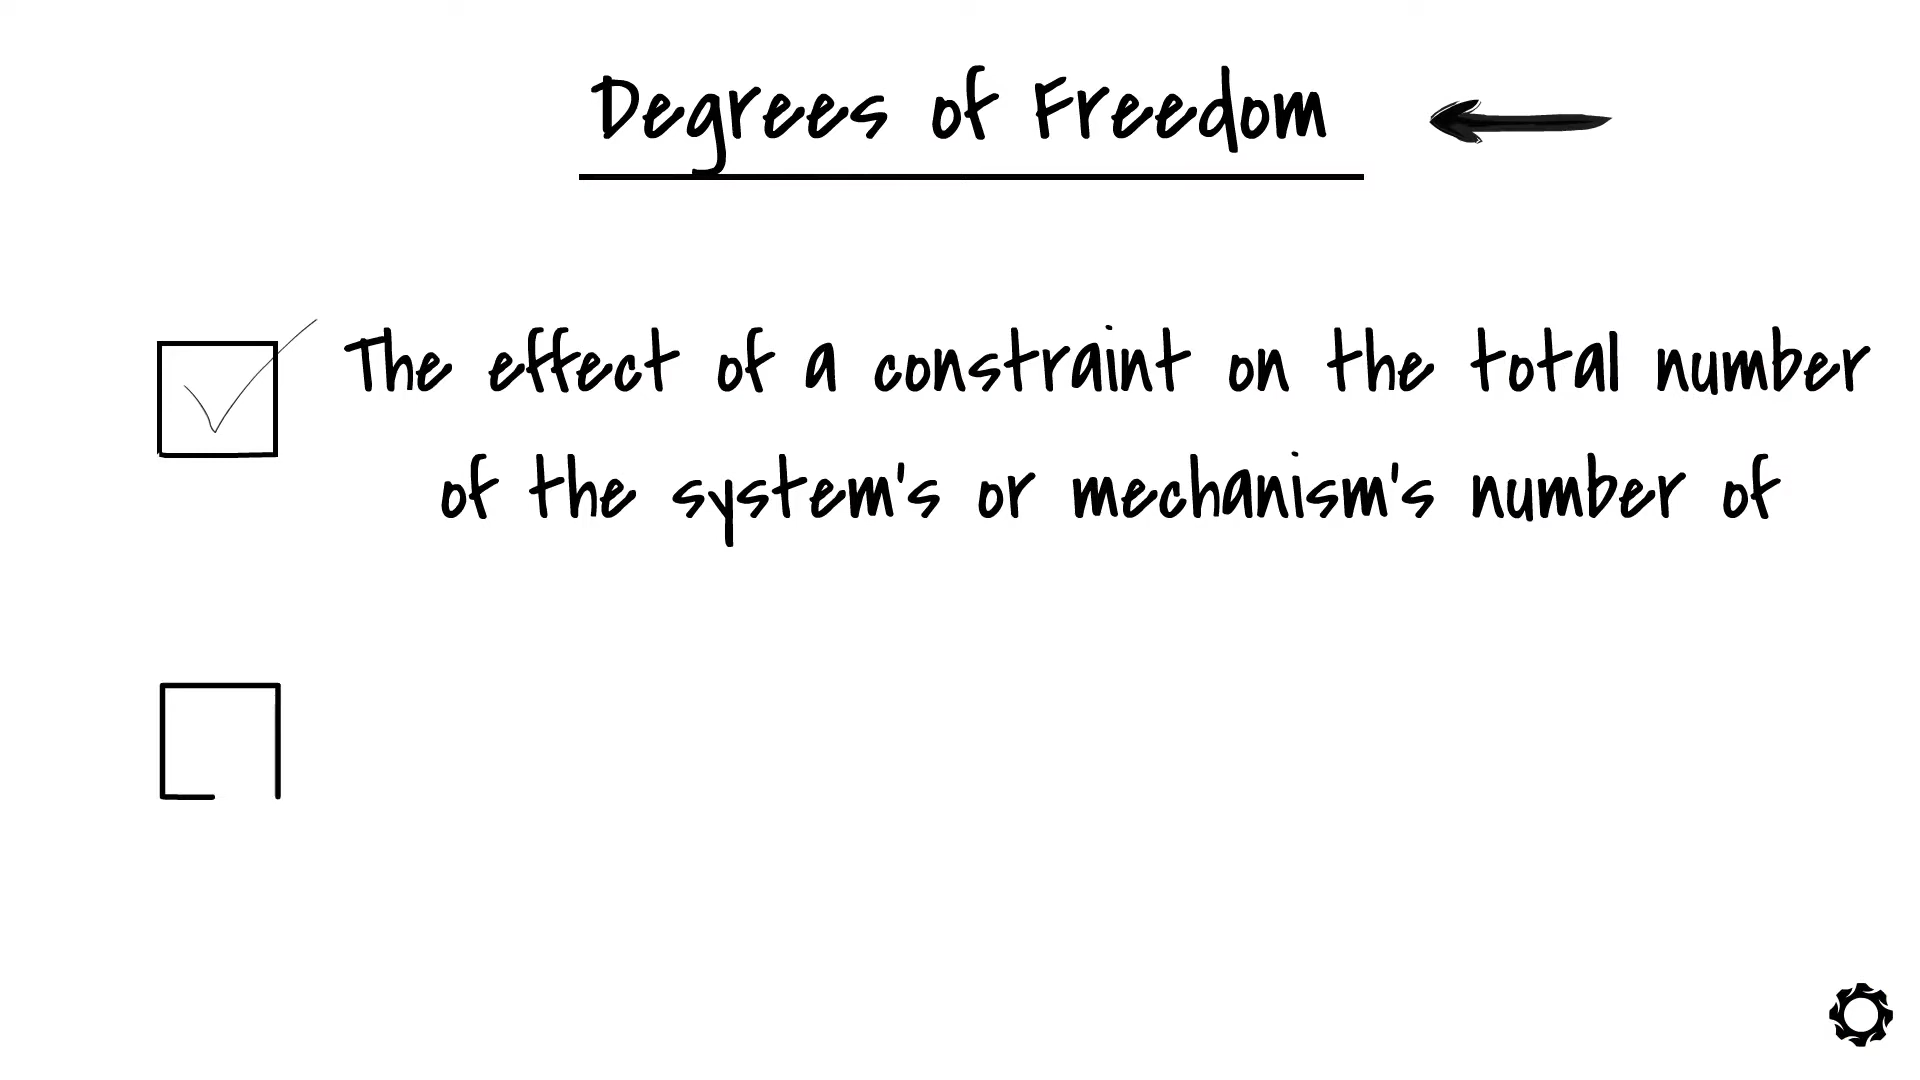 Degrees of Freedom
The effect of a constraint on the total number
of the system's or mechanism's number of